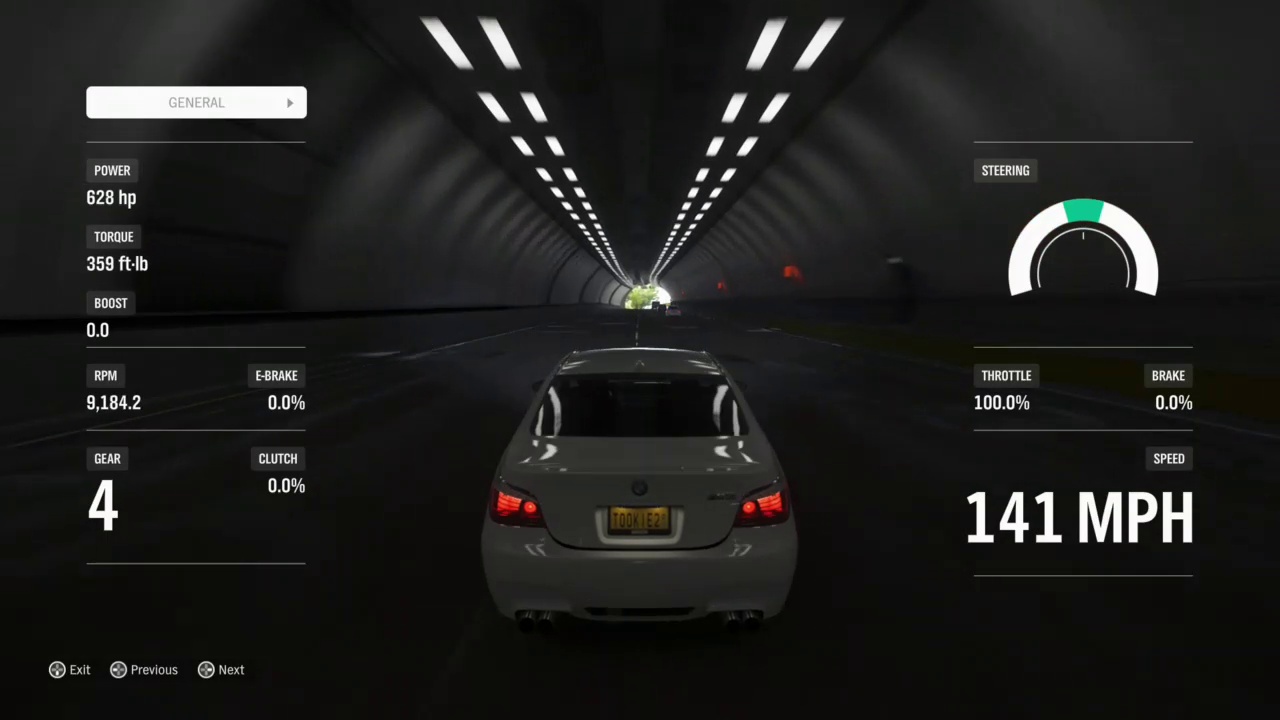 GENERAL
POWER
628 hp
TORQUE
359 ft·lb
BOOST
0.0
RPM
E-BRAKE
9,184.2
0.0%
GEAR
CLUTCH
4
0.0%
STEERING
THROTTLE
BRAKE
100.0%
0.0%
SPEED
141 MPH
TOOKIE2
Exit
Previous
Next